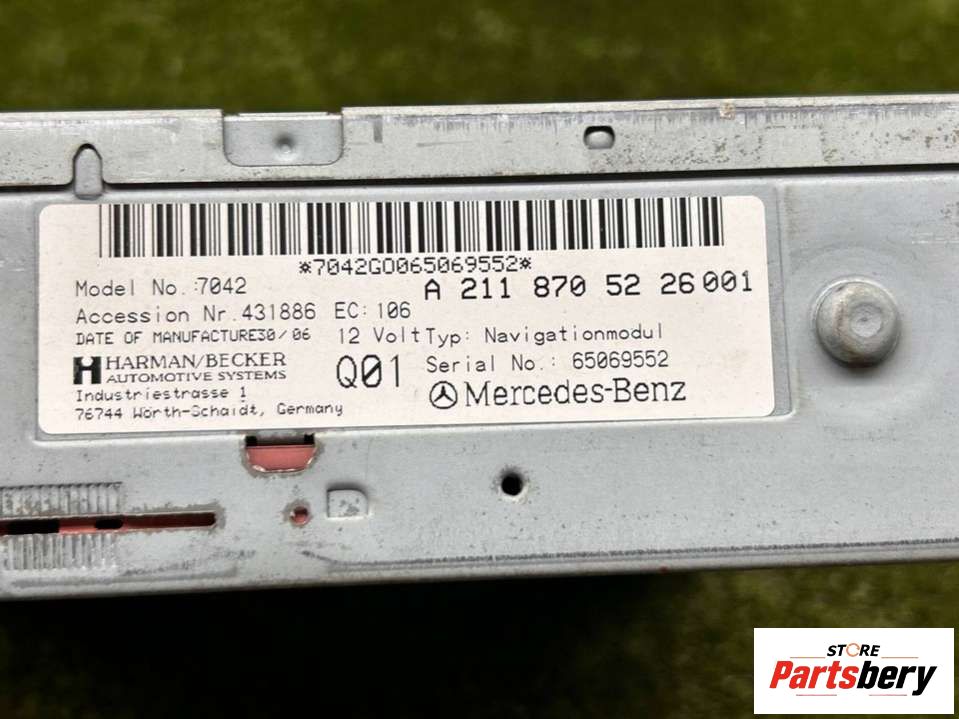 *7042GO065069552*
Model No.:7042
A 211 870 52 26 001
Accession Nr.431886 EC:106
DATE OF MANUFACTURE30/06
12 Volt Typ: Navigationmodul
HARMAN/BECKER
AUTOMOTIVE SYSTEMS
Q01
Serial No.: 65069552
Industriestrasse 1
76744 Wörth-Schaidt, Germany
Mercedes-Benz
STORE
Partsbery